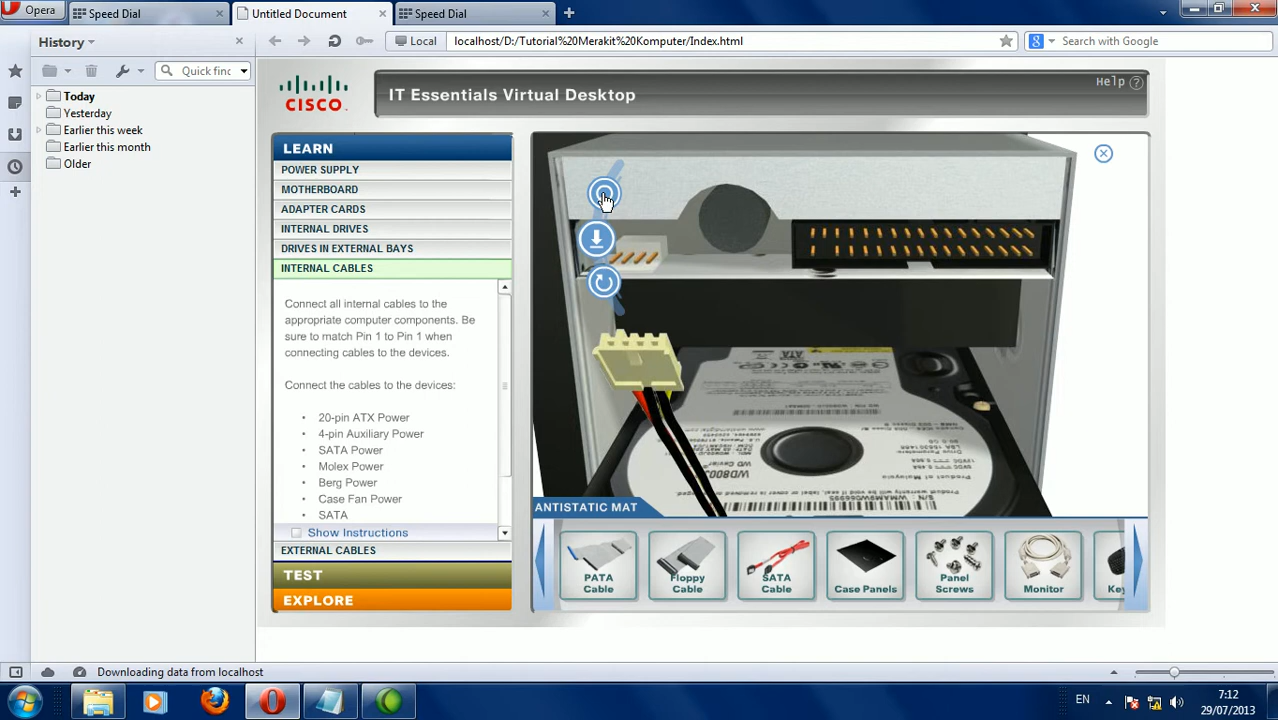 Opera
Speed Dial
Untitled Document
Speed Dial
History
Local
localhost/D:/Tutorial%20Merakit%20Komputer/Index.html
Search with Google
Quick finc
Today
Yesterday
Earlier this week
Earlier this month
Older
CISCO
IT Essentials Virtual Desktop
Help ?
LEARN
POWER SUPPLY
MOTHERBOARD
ADAPTER CARDS
INTERNAL DRIVES
DRIVES IN EXTERNAL BAYS
INTERNAL CABLES
Connect all internal cables to the
appropriate computer components. Be
sure to match Pin 1 to Pin 1 when
connecting cables to the devices.
Connect the cables to the devices:
• 20-pin ATX Power
• 4-pin Auxiliary Power
• SATA Power
• Molex Power
• Berg Power
• Case Fan Power
• SATA
Show Instructions
EXTERNAL CABLES
TEST
EXPLORE
ANTISTATIC MAT
PATA Cable
Floppy Cable
SATA Cable
Case Panels
Panel Screws
Monitor
Key
Downloading data from localhost
EN
7:12
29/07/2013